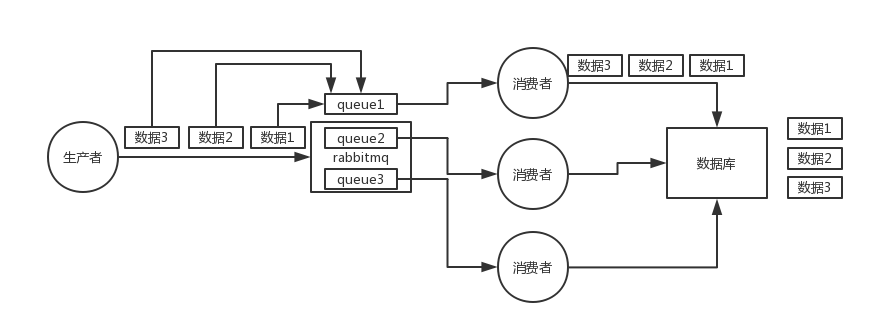 消费者
数据3
数据2
数据1
queue1
数据3
数据2
数据1
生产者
queue2
rabbitmq
queue3
消费者
数据库
数据1
数据2
数据3
消费者